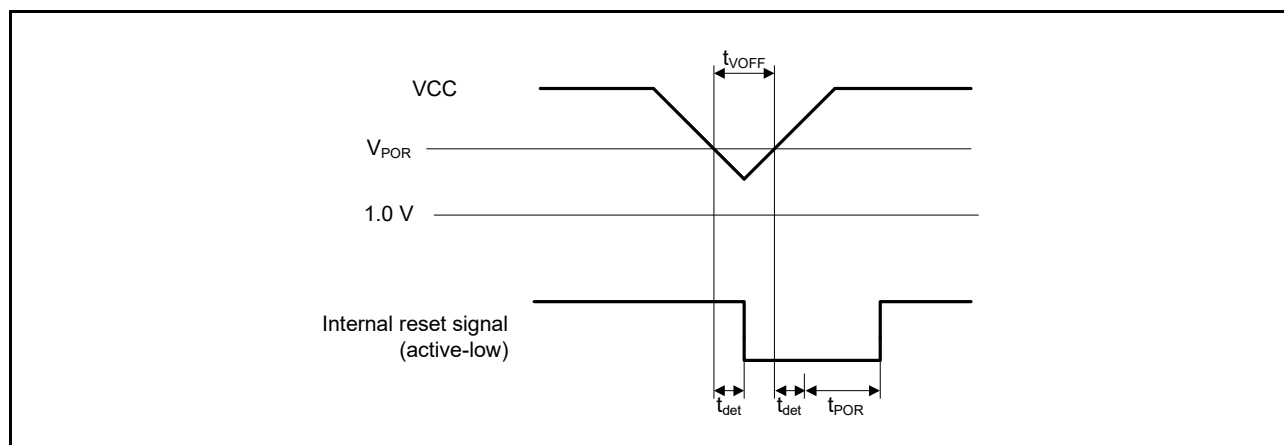 tVOFF
VCC
VPOR
1.0 V
Internal reset signal
(active-low)
tdet
tdet
tPOR